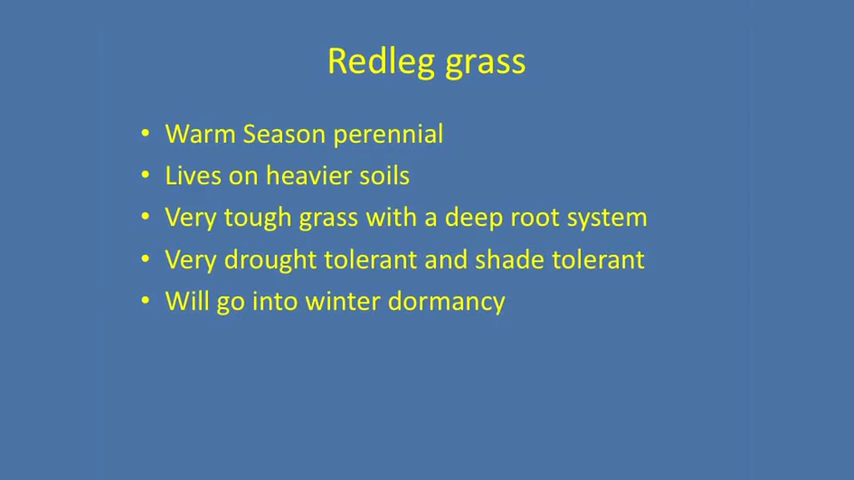 Redleg grass
• Warm Season perennial
• Lives on heavier soils
• Very tough grass with a deep root system
• Very drought tolerant and shade tolerant
• Will go into winter dormancy